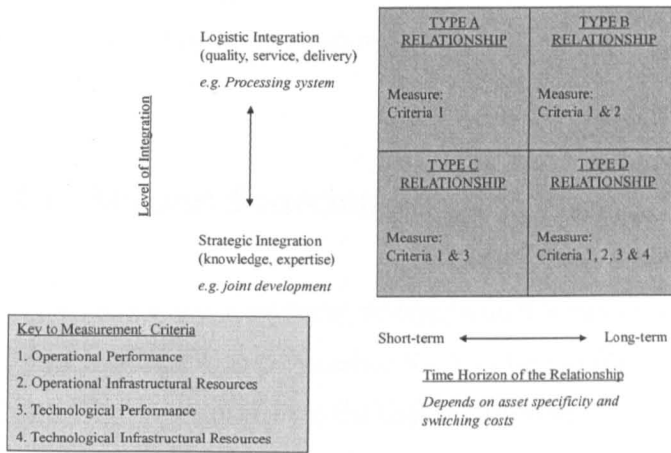 Level of Integration
Logistic Integration
(quality, service, delivery)
e.g. Processing system
Strategic Integration
(knowledge, expertise)
e.g. joint development
TYPE A
RELATIONSHIP
Measure:
Criteria 1
TYPE B
RELATIONSHIP
Measure:
Criteria 1 & 2
TYPE C
RELATIONSHIP
Measure:
Criteria 1 & 3
TYPE D
RELATIONSHIP
Measure:
Criteria 1, 2, 3 & 4
Short-term
Long-term
Time Horizon of the Relationship
Depends on asset specificity and
switching costs
Key to Measurement Criteria
1. Operational Performance
2. Operational Infrastructural Resources
3. Technological Performance
4. Technological Infrastructural Resources